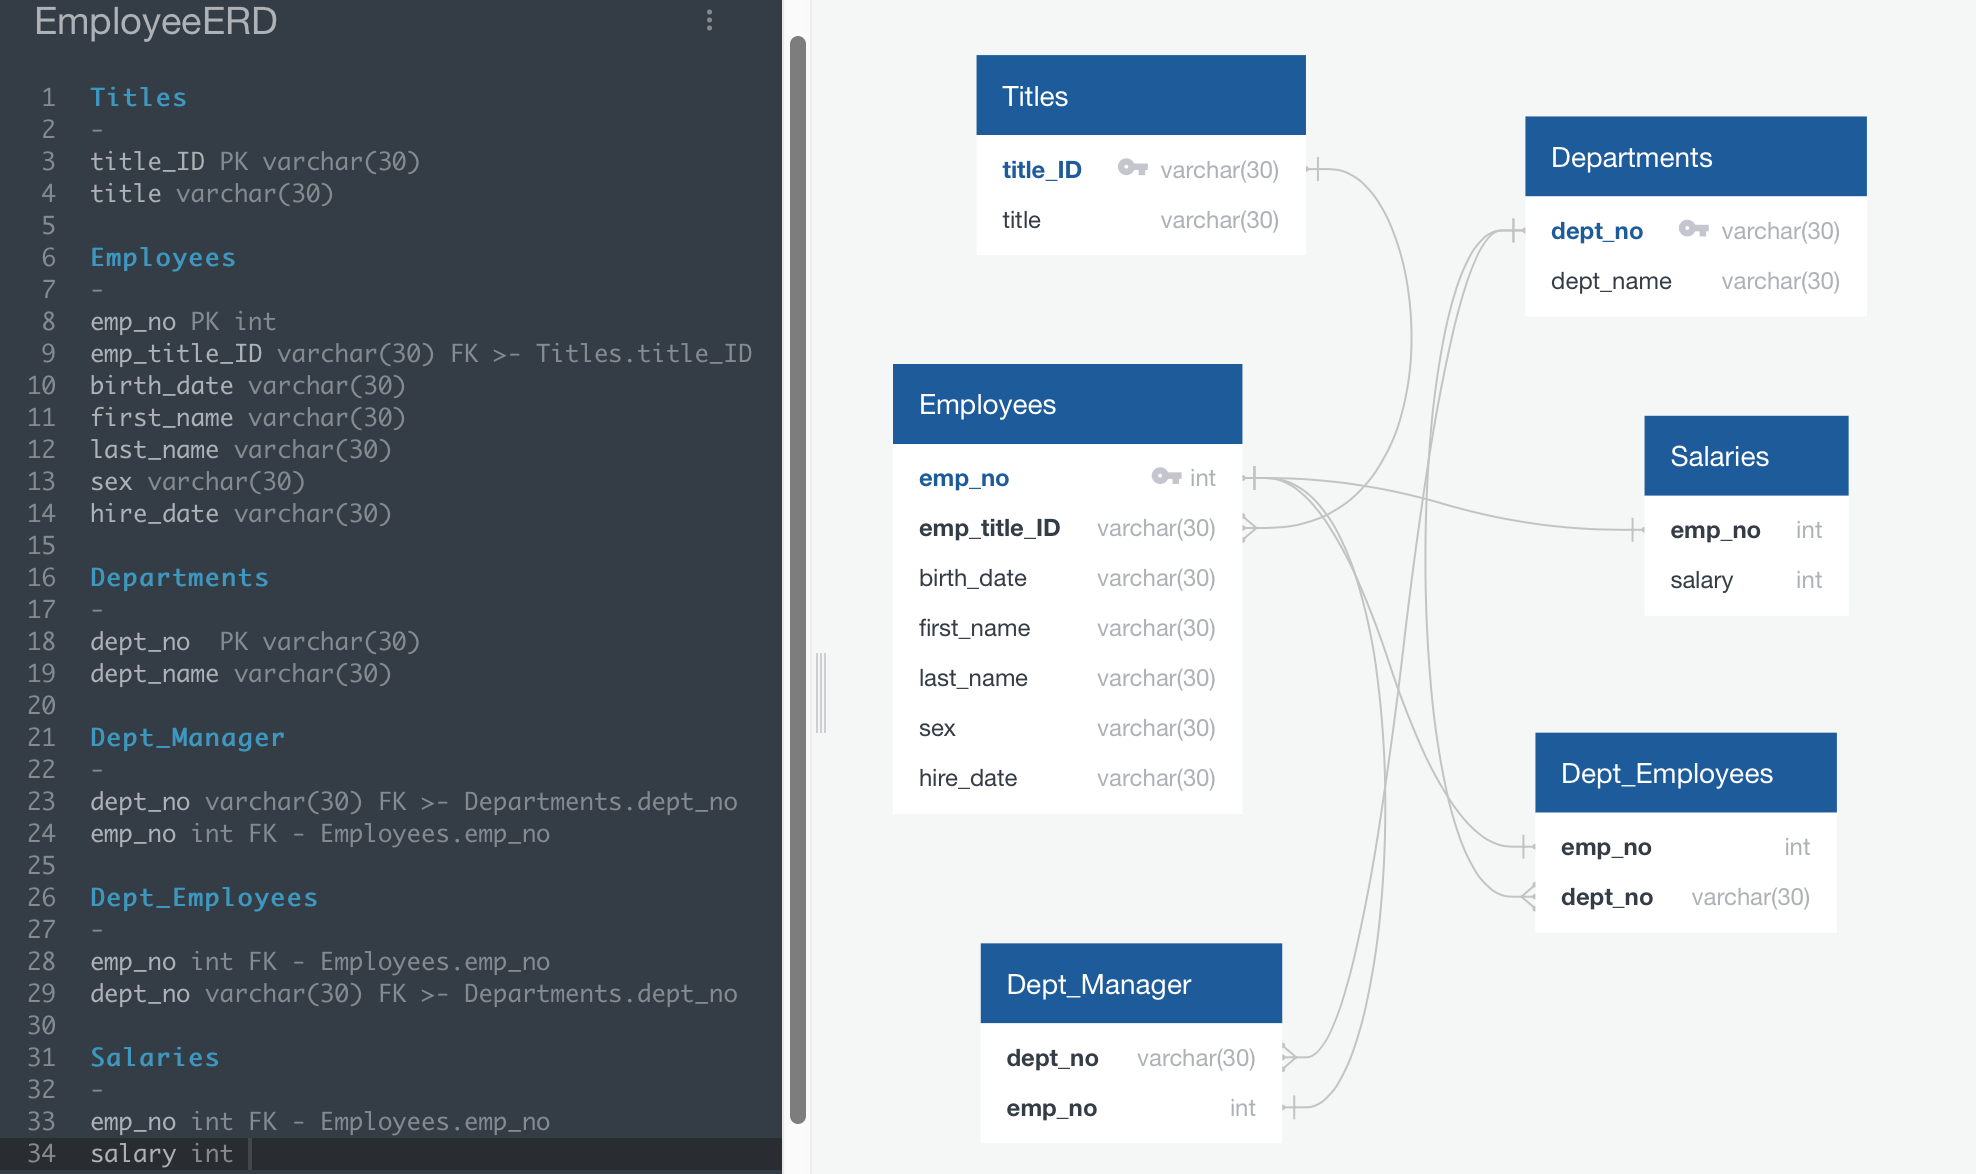 EmployeeERD
1 Titles
2 -
3 title_ID PK varchar(30)
4 title varchar(30)
5
6 Employees
7 -
8 emp_no PK int
9 emp_title_ID varchar(30) FK >- Titles.title_ID
10 birth_date varchar(30)
11 first_name varchar(30)
12 last_name varchar(30)
13 sex varchar(30)
14 hire_date varchar(30)
15
16 Departments
17 -
18 dept_no  PK varchar(30)
19 dept_name varchar(30)
20
21 Dept_Manager
22 -
23 dept_no varchar(30) FK >- Departments.dept_no
24 emp_no int FK - Employees.emp_no
25
26 Dept_Employees
27 -
28 emp_no int FK - Employees.emp_no
29 dept_no varchar(30) FK >- Departments.dept_no
30
31 Salaries
32 -
33 emp_no int FK - Employees.emp_no
34 salary int
Titles
title_ID varchar(30)
title varchar(30)
Departments
dept_no varchar(30)
dept_name varchar(30)
Employees
emp_no int
emp_title_ID varchar(30)
birth_date varchar(30)
first_name varchar(30)
last_name varchar(30)
sex varchar(30)
hire_date varchar(30)
Salaries
emp_no int
salary int
Dept_Employees
emp_no int
dept_no varchar(30)
Dept_Manager
dept_no varchar(30)
emp_no int